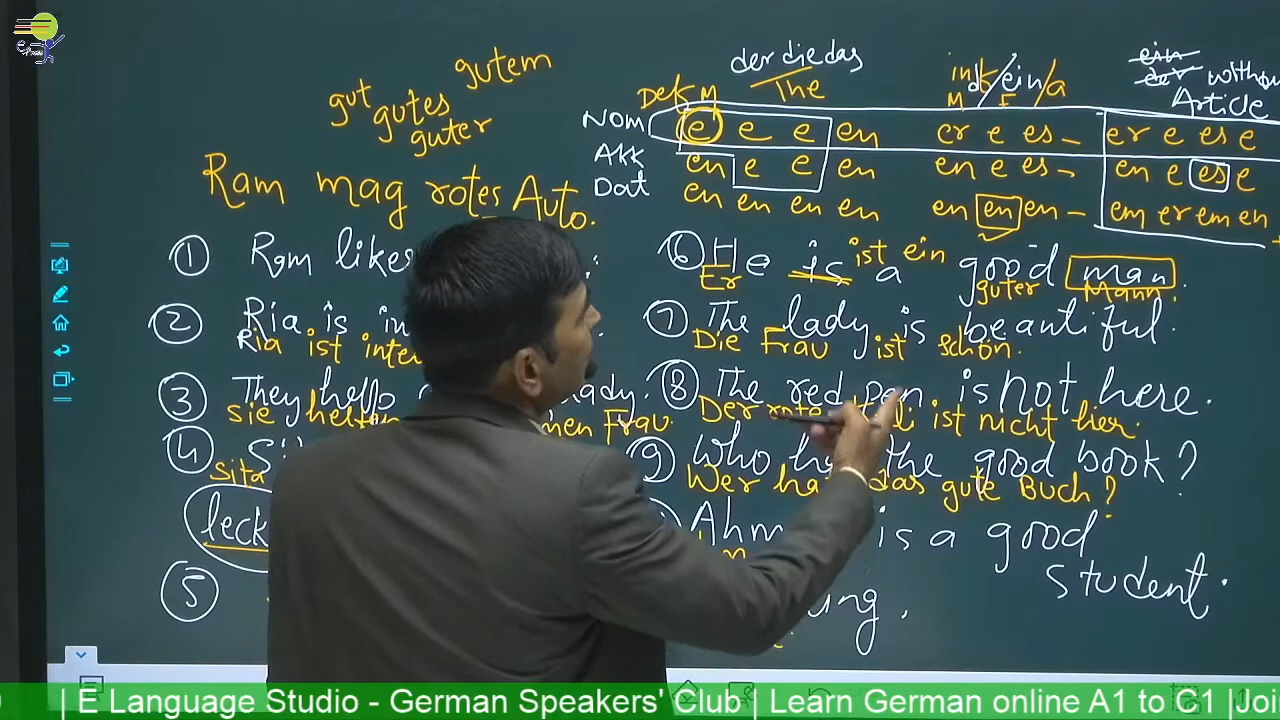 gut gutes guter gutem
Ram mag rotes Auto.
der die das
The
Def M
ein/a
M F
ein
der without
Article
Nom e e e en er e es - er e es e
Akk en e e en en e es - en e es e
Dat en en en en en en en - em er em en
① Ram likes
② Ria is in
Ria ist inte
③ They help lady.
sie helfen nen Frau.
④ Si
sita
leck
⑤
⑥ He is a good man.
Er ist ein guter Mann.
⑦ The lady is beautiful.
Die Frau ist schön.
⑧ The red pen is not here.
Der rote li ist nicht hier.
⑨ Who the good book?
Wer hat das gute Buch?
Ahm is a good
student.
ung.
| E Language Studio - German Speakers' Club | Learn German online A1 to C1 |Joi